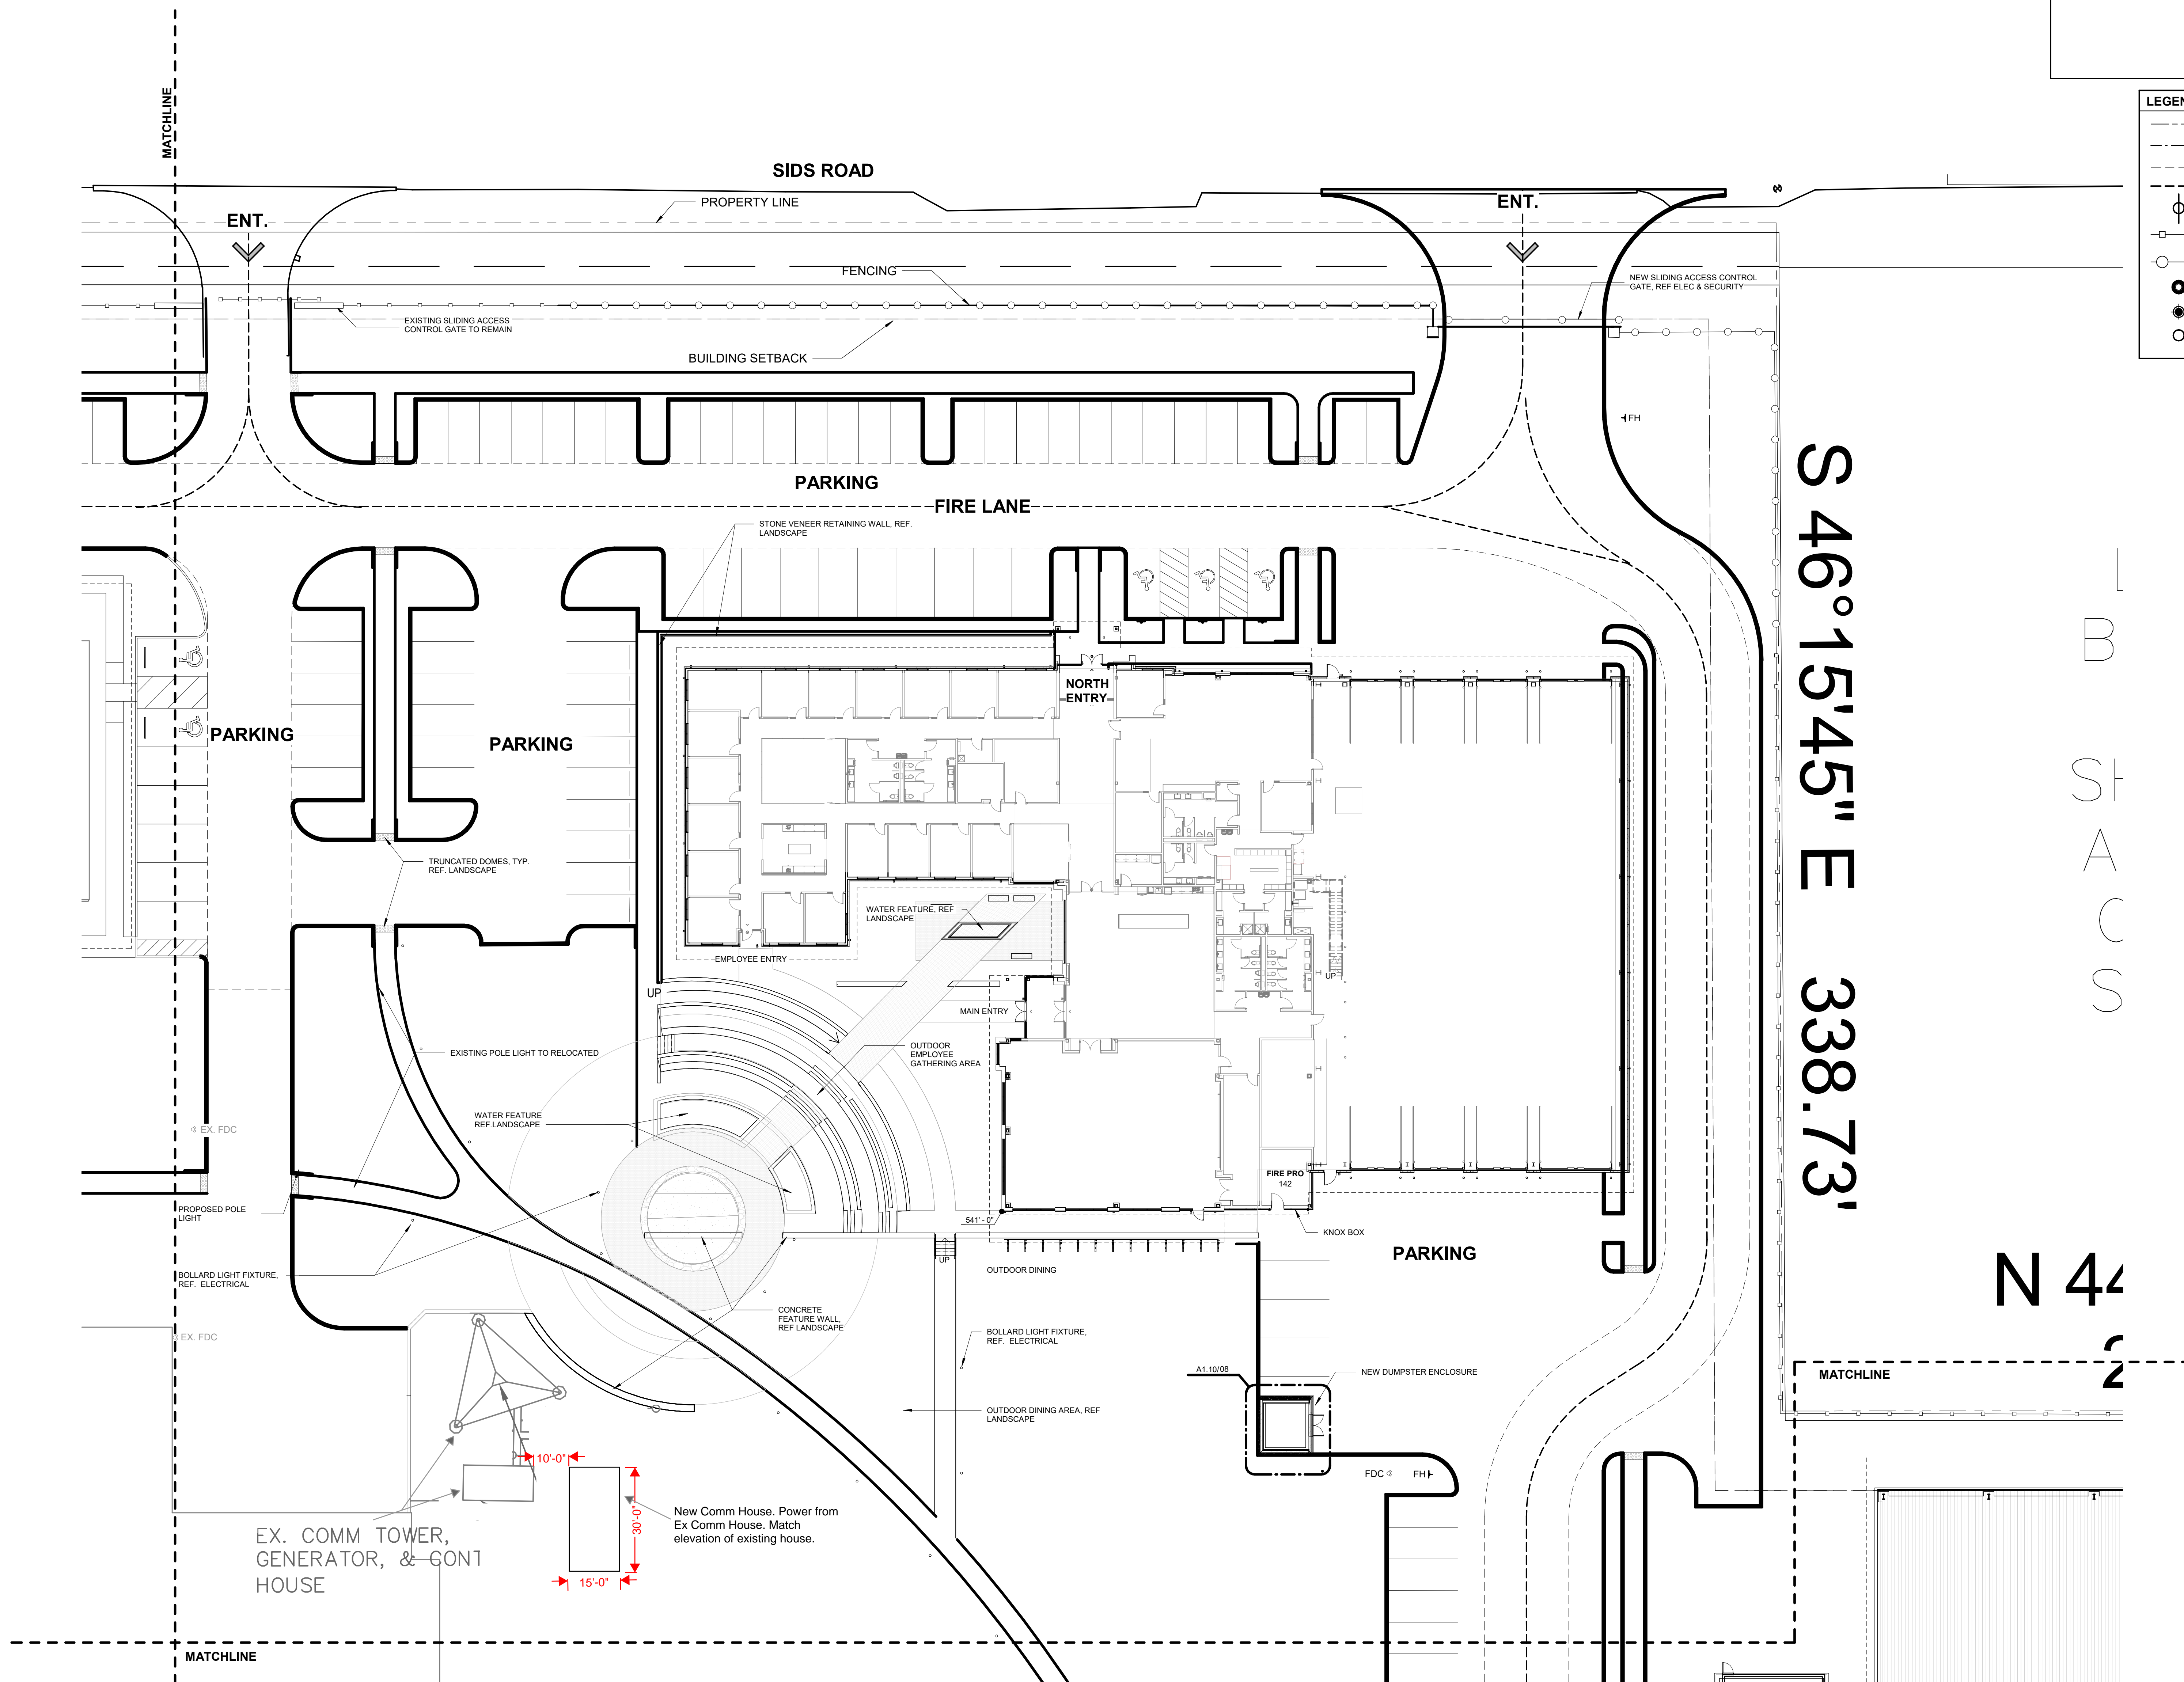 MATCHLINE
LEGEN
SIDS ROAD
PROPERTY LINE
ENT.
ENT.
FENCING
NEW SLIDING ACCESS CONTROL
GATE, REF ELEC & SECURITY
EXISTING SLIDING ACCESS
CONTROL GATE TO REMAIN
BUILDING SETBACK
FH
PARKING
FIRE LANE
STONE VENEER RETAINING WALL, REF.
LANDSCAPE
S 46°15'45" E 338.73'
L
B
SH
A
C
S
NORTH
ENTRY
PARKING
PARKING
TRUNCATED DOMES, TYP.
REF. LANDSCAPE
WATER FEATURE, REF
LANDSCAPE
EMPLOYEE ENTRY
UP
UP
MAIN ENTRY
EXISTING POLE LIGHT TO RELOCATED
OUTDOOR
EMPLOYEE
GATHERING AREA
WATER FEATURE
REF.LANDSCAPE
EX. FDC
FIRE PRO
142
PROPOSED POLE
LIGHT
541' - 0"
KNOX BOX
PARKING
UP
OUTDOOR DINING
BOLLARD LIGHT FIXTURE,
REF. ELECTRICAL
N 44
2
CONCRETE
FEATURE WALL,
REF LANDSCAPE
EX. FDC
BOLLARD LIGHT FIXTURE,
REF. ELECTRICAL
A1.10/08
NEW DUMPSTER ENCLOSURE
MATCHLINE
OUTDOOR DINING AREA, REF
LANDSCAPE
10'-0"
FDC
FH
30'-0"
New Comm House. Power from
Ex Comm House. Match
elevation of existing house.
EX. COMM TOWER,
GENERATOR, & CONT
HOUSE
15'-0"
MATCHLINE